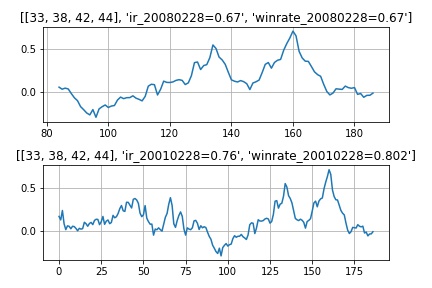 [[33, 38, 42, 44], 'ir_20080228=0.67', 'winrate_20080228=0.67']
0.5
0.0
80 100 120 140 160 180
[[33, 38, 42, 44], 'ir_20010228=0.76', 'winrate_20010228=0.802']
0.5
0.0
0 25 50 75 100 125 150 175